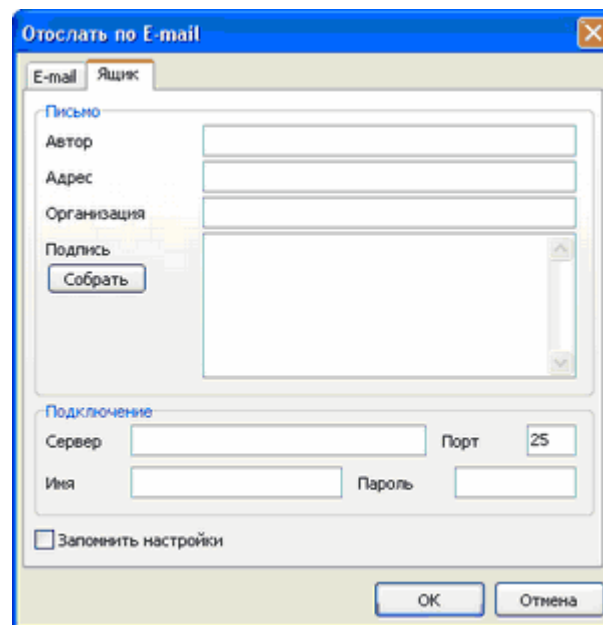 Отослать по E-mail
E-mail Ящик
Письмо
Автор
Адрес
Организация
Подпись
Собрать
Подключение
Сервер Порт 25
Имя Пароль
Запомнить настройки
OK Отмена